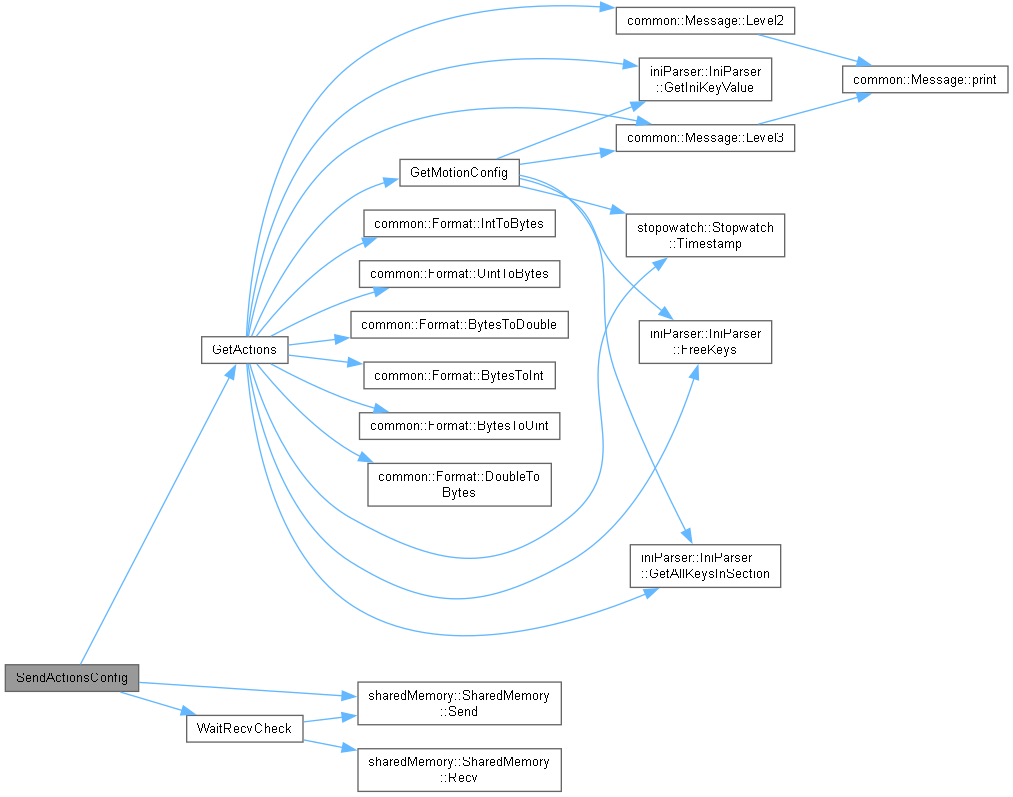 common::Message::Level2
common::Message::print
iniParser::IniParser
::GetIniKeyValue
common::Message::Level3
GetMotionConfig
common::Format::IntToBytes
stopowatch::Stopwatch
::Timestamp
common::Format::UintToBytes
common::Format::BytesToDouble
iniParser::IniParser
::FreeKeys
GetActions
common::Format::BytesToInt
common::Format::BytesToUint
common::Format::DoubleTo
Bytes
iniParser::IniParser
::GetAllKeysInSection
SendActionsConfig
sharedMemory::SharedMemory
::Send
WaitRecvCheck
sharedMemory::SharedMemory
::Recv